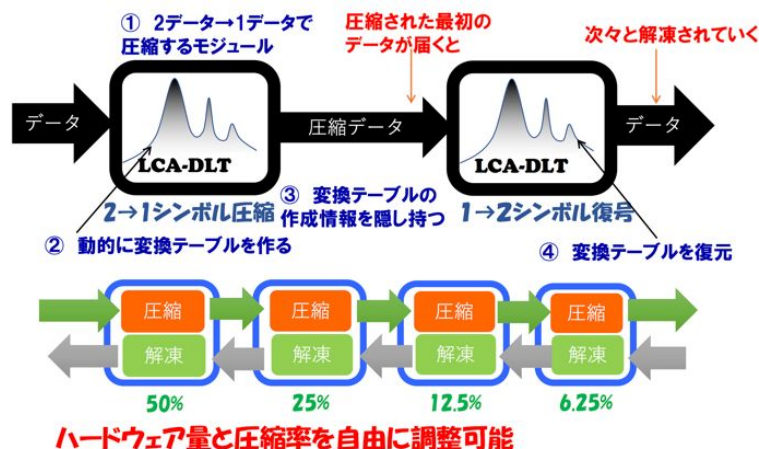 ① 2データ→1データで
圧縮するモジュール
圧縮された最初の
データが届くと
次々と解凍されていく
データ
LCA-DLT
圧縮データ
LCA-DLT
データ
2→1シンボル圧縮
③ 変換テーブルの
作成情報を隠し持つ
1→2シンボル復号
② 動的に変換テーブルを作る
④ 変換テーブルを復元
圧縮
圧縮
圧縮
圧縮
解凍
解凍
解凍
解凍
50%
25%
12.5%
6.25%
ハードウェア量と圧縮率を自由に調整可能